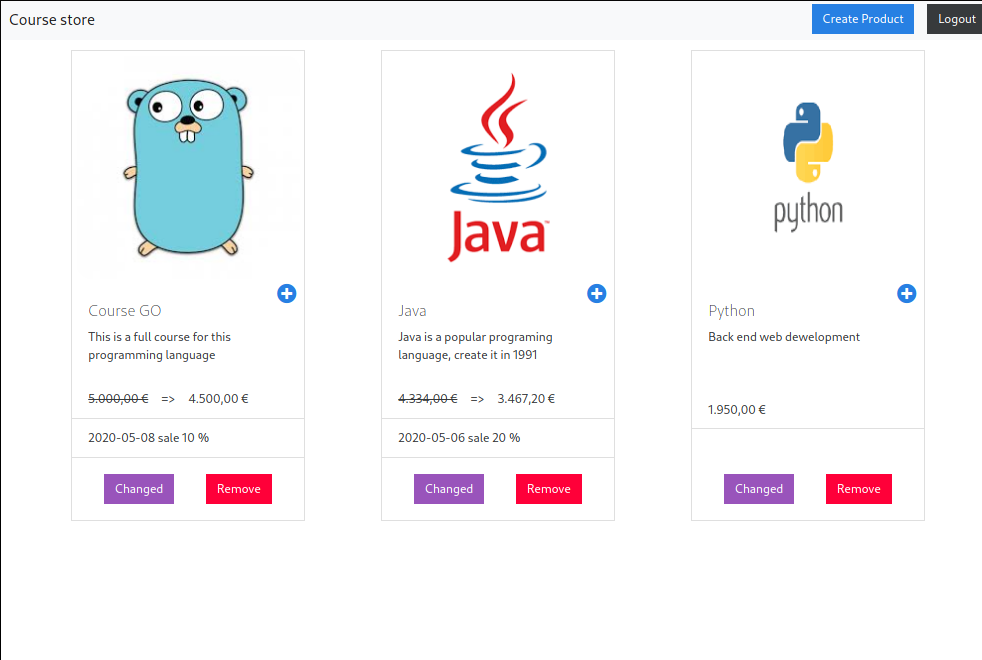 Course store
Create Product
Logout
Java™
python
Course GO
This is a full course for this
programming language
5.000,00 € => 4.500,00 €
2020-05-08 sale 10 %
Changed Remove
Java
Java is a popular programing
language, create it in 1991
4.334,00 € => 3.467,20 €
2020-05-06 sale 20 %
Changed Remove
Python
Back end web dewelopment
1.950,00 €
Changed Remove